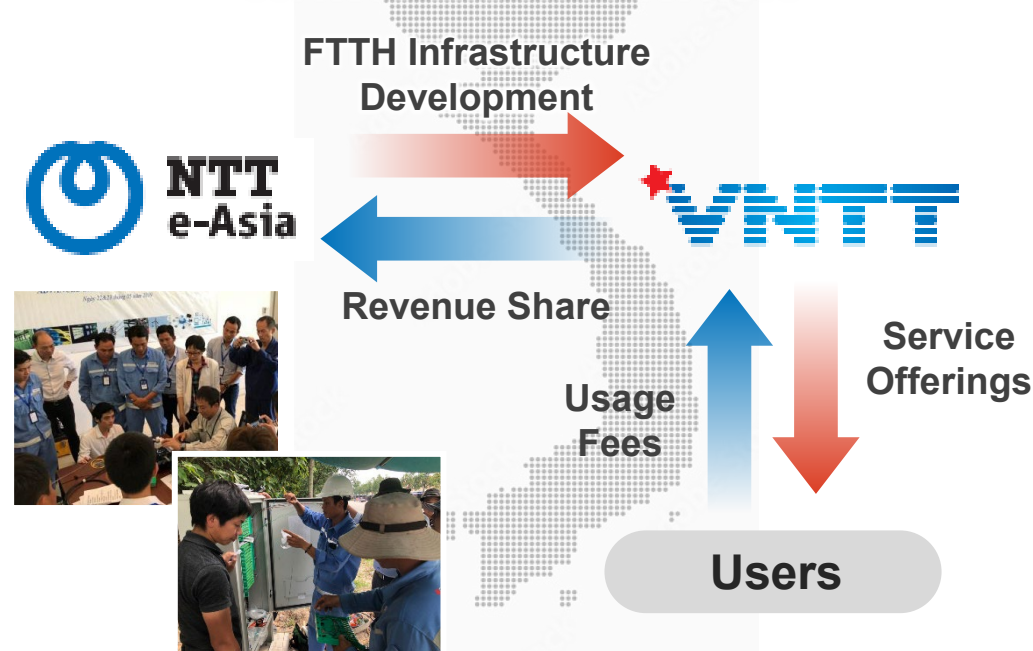 FTTH Infrastructure
Development
NTT
e-Asia
VNTT
Revenue Share
Service
Offerings
Usage
Fees
Users